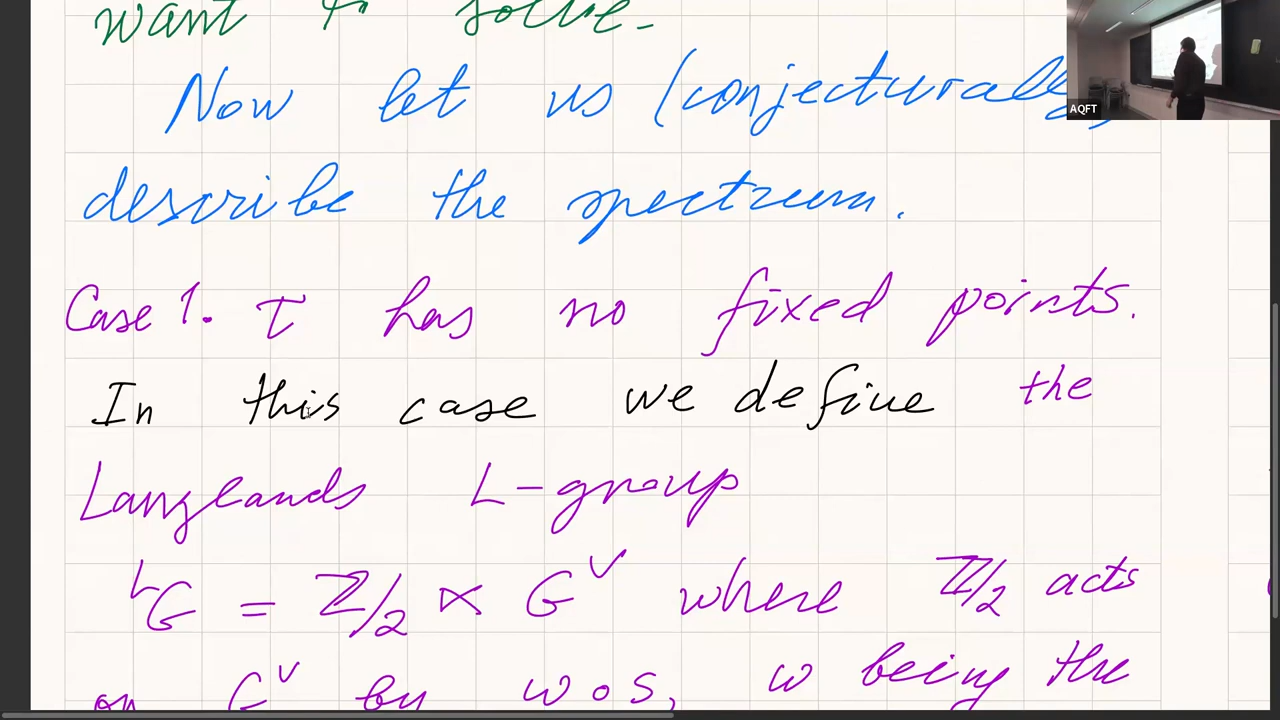 want to solve.
Now let us (conjecturally)
AQFT
describe the spectrum.
Case 1. τ has no fixed points.
In this case we define the
Langlands L-group
ᴸG = ℤ/2 ⋉ G^∨ where ℤ/2 acts
on G^∨ by ω∘s, ω being the